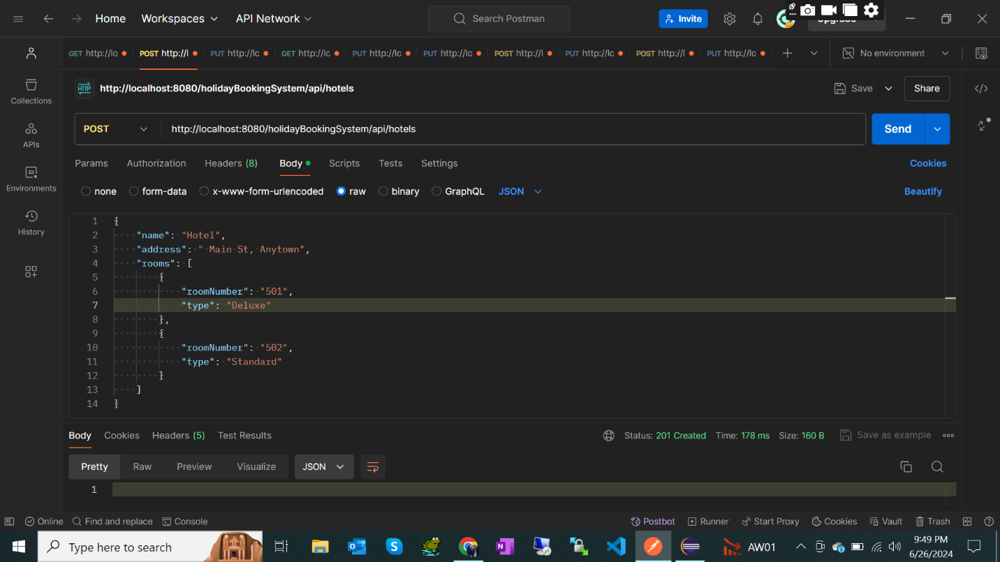 Home Workspaces API Network Search Postman Invite Upgrade
GET http://lo POST http://l PUT http://lo GET http://lo PUT http://lo PUT http://lo POST http://l PUT http://lo POST http://l PUT http://lo No environment
HTTP http://localhost:8080/holidayBookingSystem/api/hotels Save Share
POST http://localhost:8080/holidayBookingSystem/api/hotels Send
Params Authorization Headers (8) Body Scripts Tests Settings Cookies
none form-data x-www-form-urlencoded raw binary GraphQL JSON Beautify
Collections
APIs
Environments
History
1 {
2 "name": "Hotel",
3 "address": " Main St, Anytown",
4 "rooms": [
5 {
6 "roomNumber": "501",
7 "type": "Deluxe"
8 },
9 {
10 "roomNumber": "502",
11 "type": "Standard"
12 }
13 ]
14 }
Body Cookies Headers (5) Test Results Status: 201 Created Time: 178 ms Size: 160 B Save as example
Pretty Raw Preview Visualize JSON
1
Online Find and replace Console Postbot Runner Start Proxy Cookies Vault Trash
Type here to search AW01 9:49 PM
6/26/2024